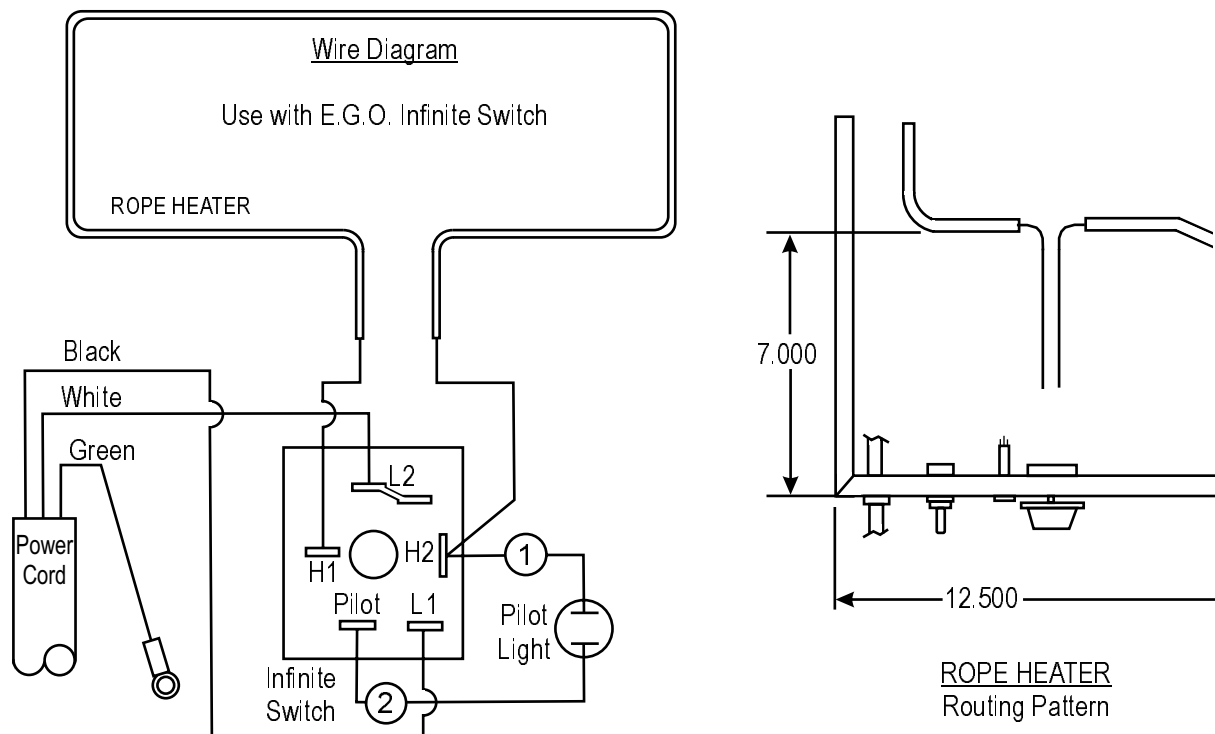 Wire Diagram
Use with E.G.O. Infinite Switch
ROPE HEATER
Black
White
Green
Power
Cord
L2
H1
H2
Pilot
L1
1
Pilot
Light
2
Infinite
Switch
7.000
12.500
ROPE HEATER
Routing Pattern